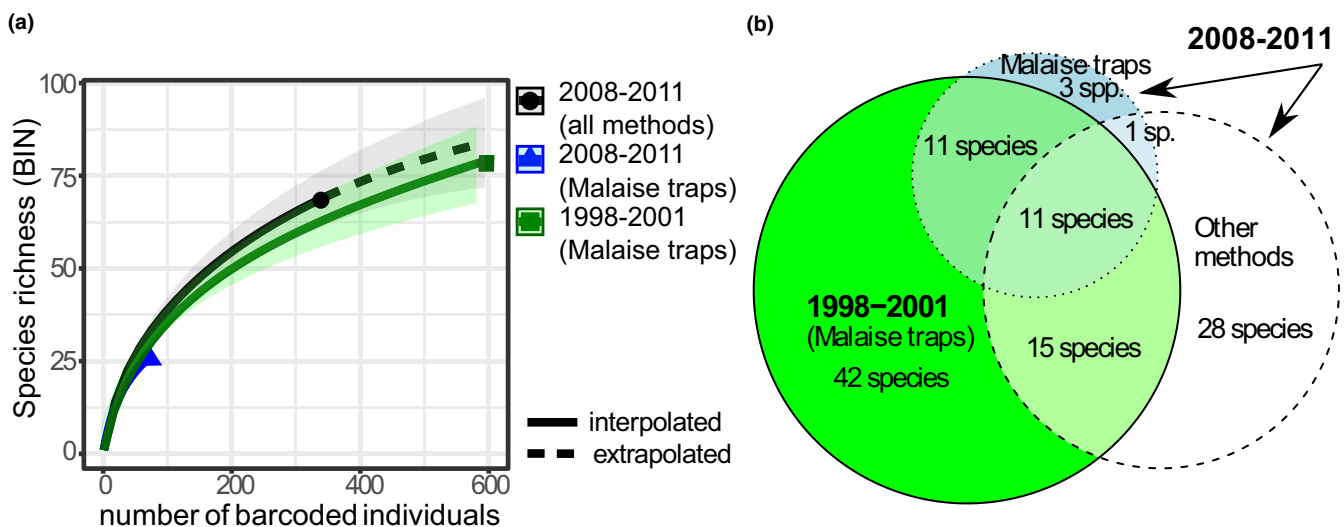 (a)
Species richness (BIN)
100
75
50
25
0
0 200 400 600
number of barcoded individuals
2008-2011
(all methods)
2008-2011
(Malaise traps)
1998-2001
(Malaise traps)
interpolated
extrapolated
(b)
2008-2011
Malaise traps
3 spp.
1 sp.
11 species
11 species
Other
methods
1998−2001
(Malaise traps)
42 species
15 species
28 species